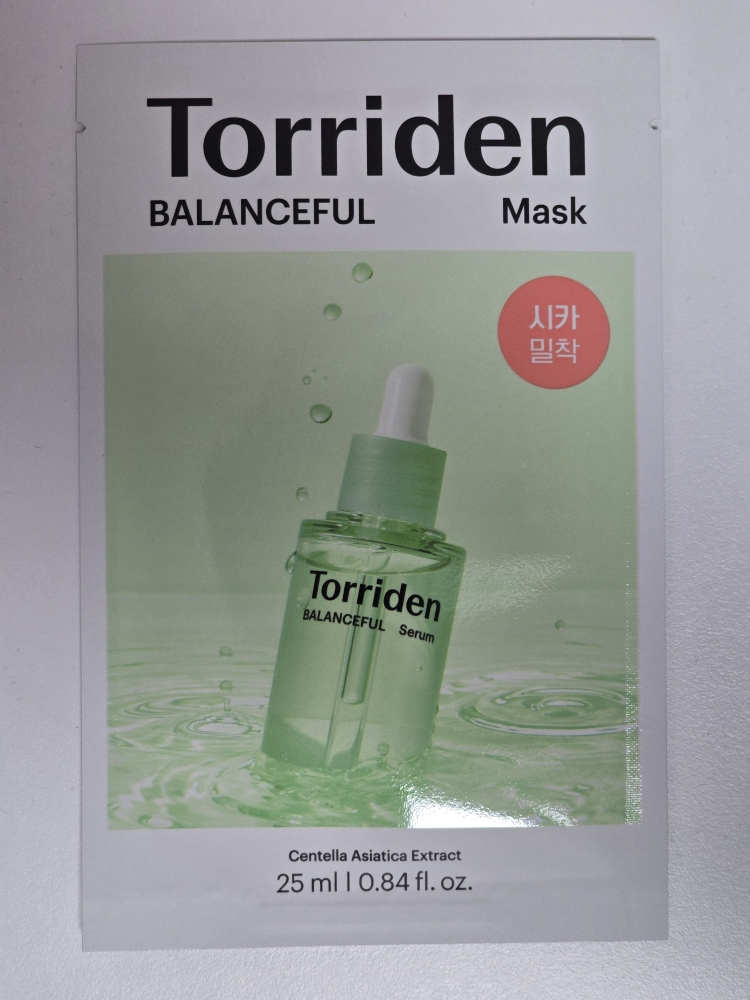 Torriden
BALANCEFUL Mask
시카
밀착
Torriden
BALANCEFUL Serum
Centella Asiatica Extract
25 ml | 0.84 fl. oz.